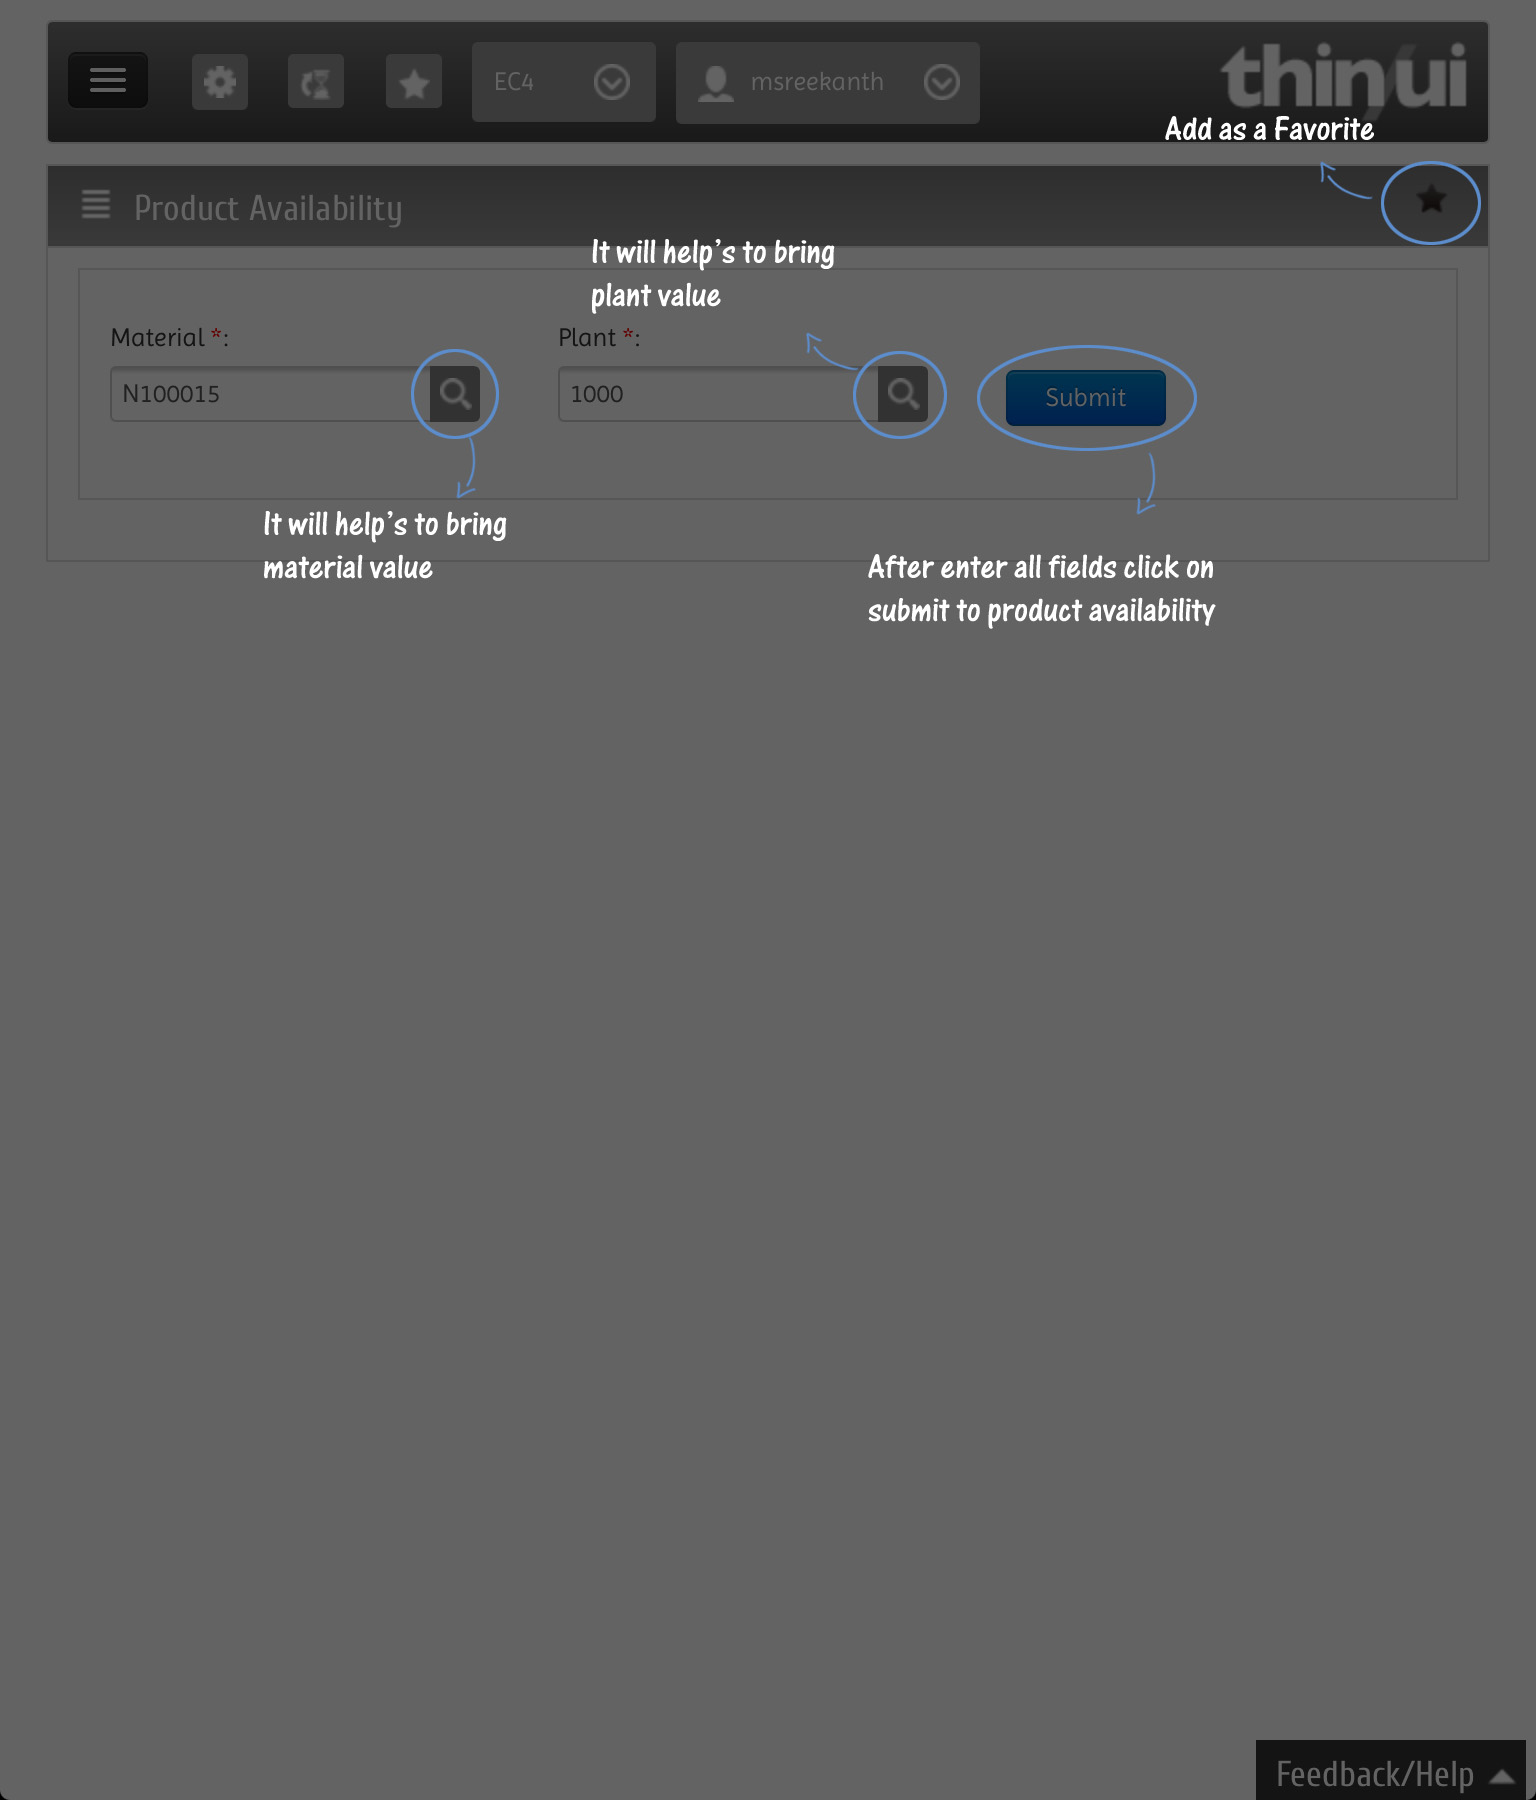 EC4
msreekanth
thin/ui
Add as a Favorite
Product Availability
It will help's to bring
plant value
Material *:
Plant *:
N100015
1000
Submit
It will help's to bring
material value
After enter all fields click on
submit to product availability
Feedback/Help